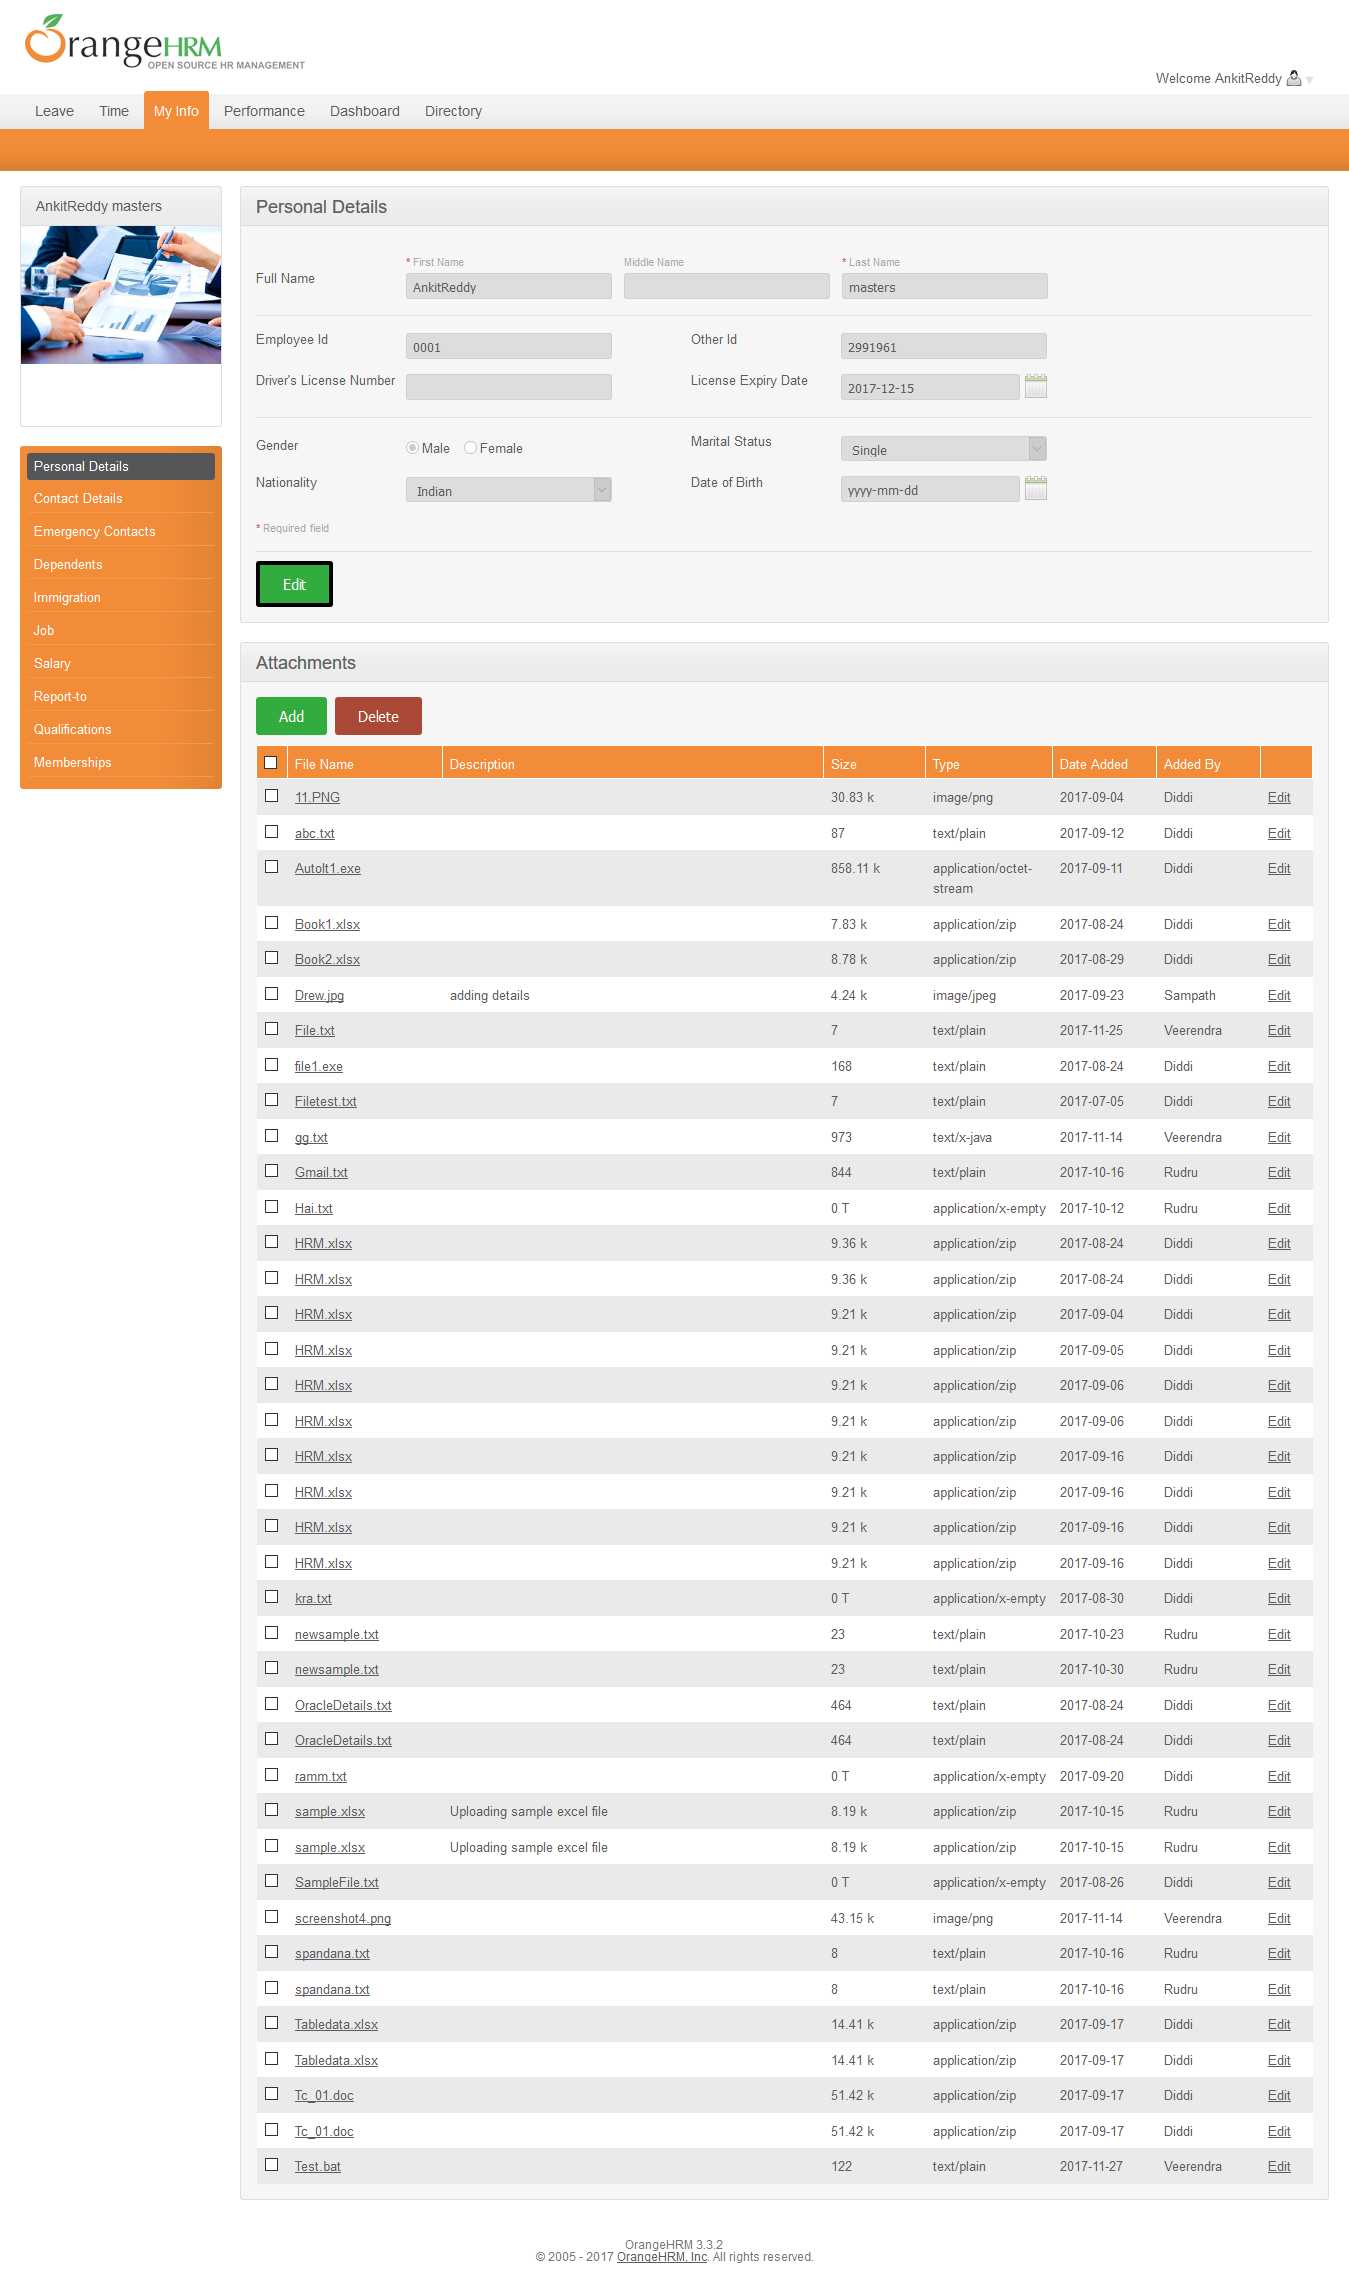 OrangeHRM
OPEN SOURCE HR MANAGEMENT
Welcome AnkitReddy
Leave Time My Info Performance Dashboard Directory
AnkitReddy masters
Personal Details
Contact Details
Emergency Contacts
Dependents
Immigration
Job
Salary
Report-to
Qualifications
Memberships
Personal Details
* First Name Middle Name * Last Name
Full Name AnkitReddy masters
Employee Id 0001 Other Id 2991961
Driver's License Number License Expiry Date 2017-12-15
Gender Male Female Marital Status Single
Nationality Indian Date of Birth yyyy-mm-dd
* Required field
Edit
Attachments
Add Delete
File Name Description Size Type Date Added Added By
11.PNG 30.83 k image/png 2017-09-04 Diddi Edit
abc.txt 87 text/plain 2017-09-12 Diddi Edit
AutoIt1.exe 858.11 k application/octet- 2017-09-11 Diddi Edit
stream
Book1.xlsx 7.83 k application/zip 2017-08-24 Diddi Edit
Book2.xlsx 8.78 k application/zip 2017-08-29 Diddi Edit
Drew.jpg adding details 4.24 k image/jpeg 2017-09-23 Sampath Edit
File.txt 7 text/plain 2017-11-25 Veerendra Edit
file1.exe 168 text/plain 2017-08-24 Diddi Edit
Filetest.txt 7 text/plain 2017-07-05 Diddi Edit
gg.txt 973 text/x-java 2017-11-14 Veerendra Edit
Gmail.txt 844 text/plain 2017-10-16 Rudru Edit
Hai.txt 0 T application/x-empty 2017-10-12 Rudru Edit
HRM.xlsx 9.36 k application/zip 2017-08-24 Diddi Edit
HRM.xlsx 9.36 k application/zip 2017-08-24 Diddi Edit
HRM.xlsx 9.21 k application/zip 2017-09-04 Diddi Edit
HRM.xlsx 9.21 k application/zip 2017-09-05 Diddi Edit
HRM.xlsx 9.21 k application/zip 2017-09-06 Diddi Edit
HRM.xlsx 9.21 k application/zip 2017-09-06 Diddi Edit
HRM.xlsx 9.21 k application/zip 2017-09-16 Diddi Edit
HRM.xlsx 9.21 k application/zip 2017-09-16 Diddi Edit
HRM.xlsx 9.21 k application/zip 2017-09-16 Diddi Edit
HRM.xlsx 9.21 k application/zip 2017-09-16 Diddi Edit
kra.txt 0 T application/x-empty 2017-08-30 Diddi Edit
newsample.txt 23 text/plain 2017-10-23 Rudru Edit
newsample.txt 23 text/plain 2017-10-30 Rudru Edit
OracleDetails.txt 464 text/plain 2017-08-24 Diddi Edit
OracleDetails.txt 464 text/plain 2017-08-24 Diddi Edit
ramm.txt 0 T application/x-empty 2017-09-20 Diddi Edit
sample.xlsx Uploading sample excel file 8.19 k application/zip 2017-10-15 Rudru Edit
sample.xlsx Uploading sample excel file 8.19 k application/zip 2017-10-15 Rudru Edit
SampleFile.txt 0 T application/x-empty 2017-08-26 Diddi Edit
screenshot4.png 43.15 k image/png 2017-11-14 Veerendra Edit
spandana.txt 8 text/plain 2017-10-16 Rudru Edit
spandana.txt 8 text/plain 2017-10-16 Rudru Edit
Tabledata.xlsx 14.41 k application/zip 2017-09-17 Diddi Edit
Tabledata.xlsx 14.41 k application/zip 2017-09-17 Diddi Edit
Tc_01.doc 51.42 k application/zip 2017-09-17 Diddi Edit
Tc_01.doc 51.42 k application/zip 2017-09-17 Diddi Edit
Test.bat 122 text/plain 2017-11-27 Veerendra Edit
OrangeHRM 3.3.2
© 2005 - 2017 OrangeHRM, Inc. All rights reserved.